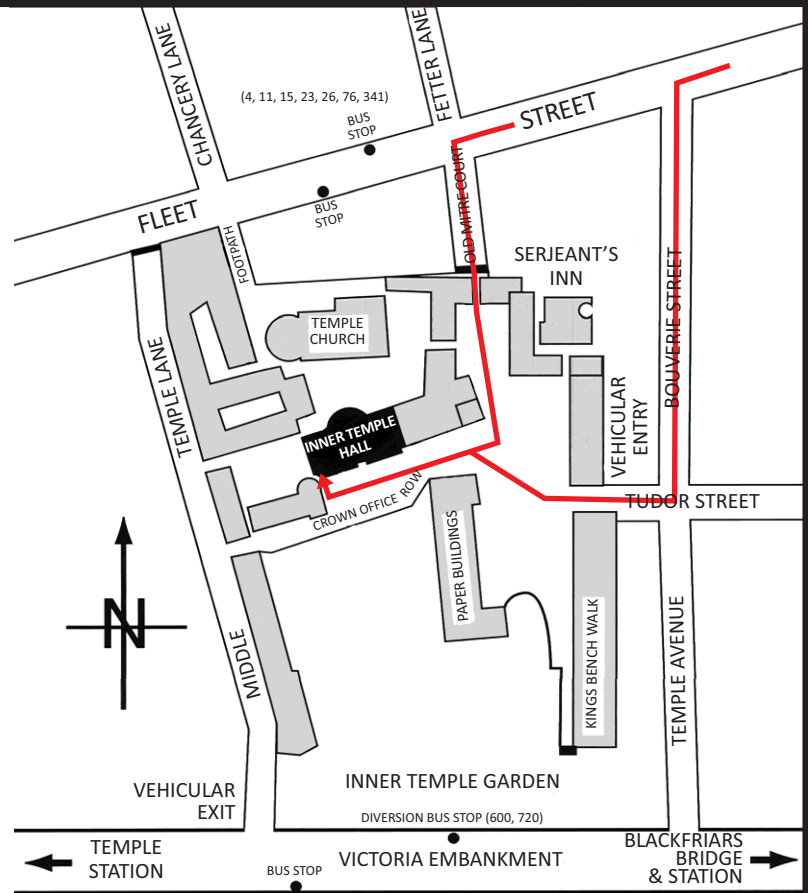 CHANCERY LANE
FETTER LANE
(4, 11, 15, 23, 26, 76, 341)
BUS
STOP
STREET
FLEET
BUS
STOP
OLD MITRE COURT
FOOTPATH
SERJEANT'S
INN
BOUVERIE STREET
TEMPLE
CHURCH
TEMPLE LANE
VEHICULAR
ENTRY
INNER TEMPLE
HALL
CROWN OFFICE ROW
TUDOR STREET
PAPER BUILDINGS
N
KINGS BENCH WALK
TEMPLE AVENUE
MIDDLE
INNER TEMPLE GARDEN
VEHICULAR
EXIT
DIVERSION BUS STOP (600, 720)
TEMPLE
STATION
VICTORIA EMBANKMENT
BLACKFRIARS
BRIDGE
& STATION
BUS STOP